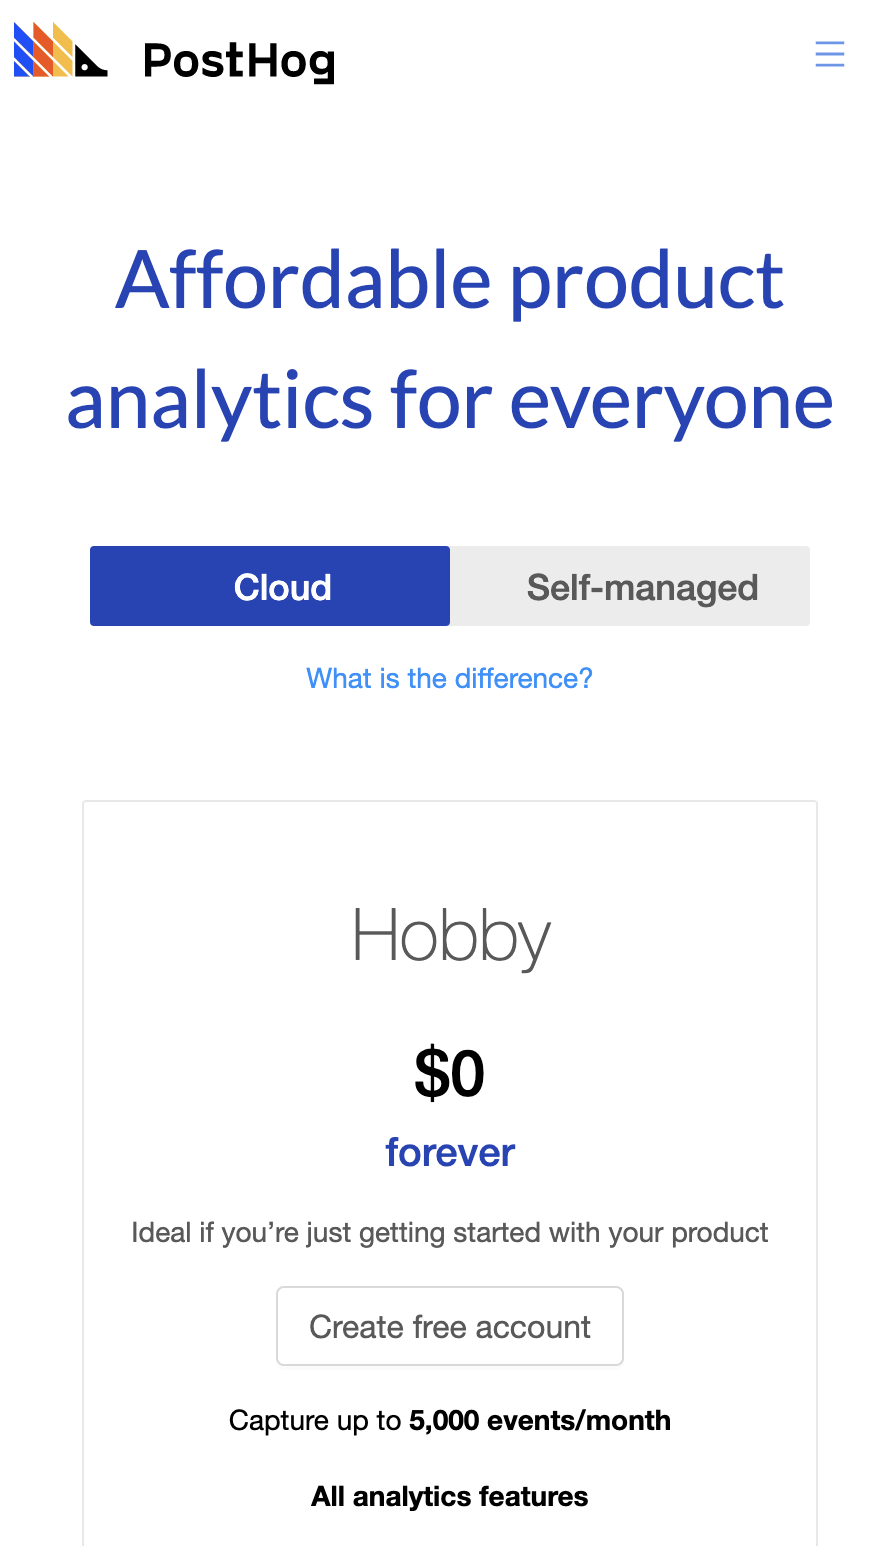 PostHog
Affordable product
analytics for everyone
Cloud
Self-managed
What is the difference?
Hobby
$0
forever
Ideal if you’re just getting started with your product
Create free account
Capture up to 5,000 events/month
All analytics features